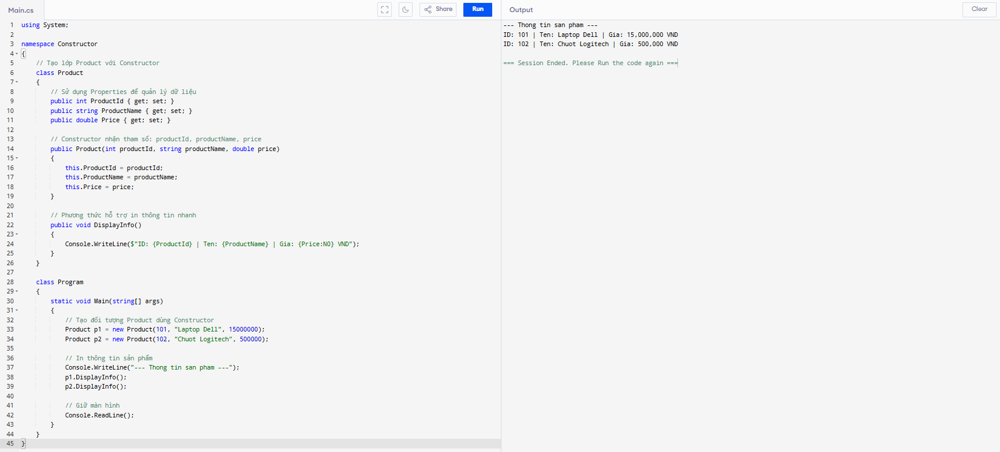 Main.cs
Share
Run
Output
Clear
1 using System;
2
3 namespace Constructor
4 {
5 // Tạo lớp Product với Constructor
6 class Product
7 {
8 // Sử dụng Properties để quản lý dữ liệu
9 public int ProductId { get; set; }
10 public string ProductName { get; set; }
11 public double Price { get; set; }
12
13 // Constructor nhận tham số: productId, productName, price
14 public Product(int productId, string productName, double price)
15 {
16 this.ProductId = productId;
17 this.ProductName = productName;
18 this.Price = price;
19 }
20
21 // Phương thức hỗ trợ in thông tin nhanh
22 public void DisplayInfo()
23 {
24 Console.WriteLine($"ID: {ProductId} | Ten: {ProductName} | Gia: {Price:N0} VND");
25 }
26 }
27
28 class Program
29 {
30 static void Main(string[] args)
31 {
32 // Tạo đối tượng Product dùng Constructor
33 Product p1 = new Product(101, "Laptop Dell", 15000000);
34 Product p2 = new Product(102, "Chuot Logitech", 500000);
35
36 // In thông tin sản phẩm
37 Console.WriteLine("--- Thong tin san pham ---");
38 p1.DisplayInfo();
39 p2.DisplayInfo();
40
41 // Giữ màn hình
42 Console.ReadLine();
43 }
44 }
45 }
--- Thong tin san pham ---
ID: 101 | Ten: Laptop Dell | Gia: 15,000,000 VND
ID: 102 | Ten: Chuot Logitech | Gia: 500,000 VND
=== Session Ended. Please Run the code again ===